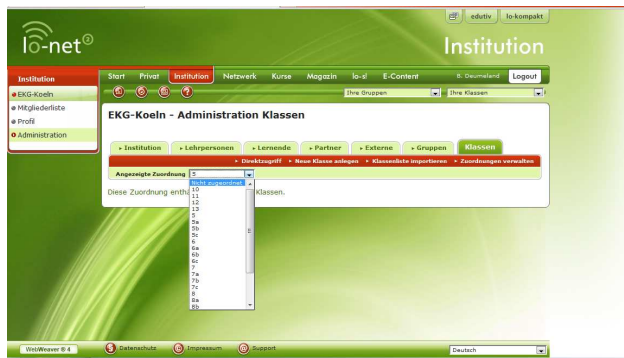 edutiv lo-kompakt
lo-net²
Institution
Institution
EKG-Koeln
Mitgliederliste
Profil
Administration
Start Privat Institution Netzwerk Kurse Magazin lo-s! E-Content B. Deumeland Logout
Ihre Gruppen Ihre Klassen
EKG-Koeln - Administration Klassen
Institution Lehrpersonen Lernende Partner Externe Gruppen Klassen
Direktzugriff Neue Klasse anlegen Klassenliste importieren Zuordnungen verwalten
Angezeigte Zuordnung 5
Diese Zuordnung enthä Klassen.
Nicht zugeordnet
10
11
12
13
5
5a
5b
5c
6
6a
6b
6c
7
7a
7b
7c
8
8a
8b
WebWeaver ® 4 Datenschutz Impressum Support Deutsch